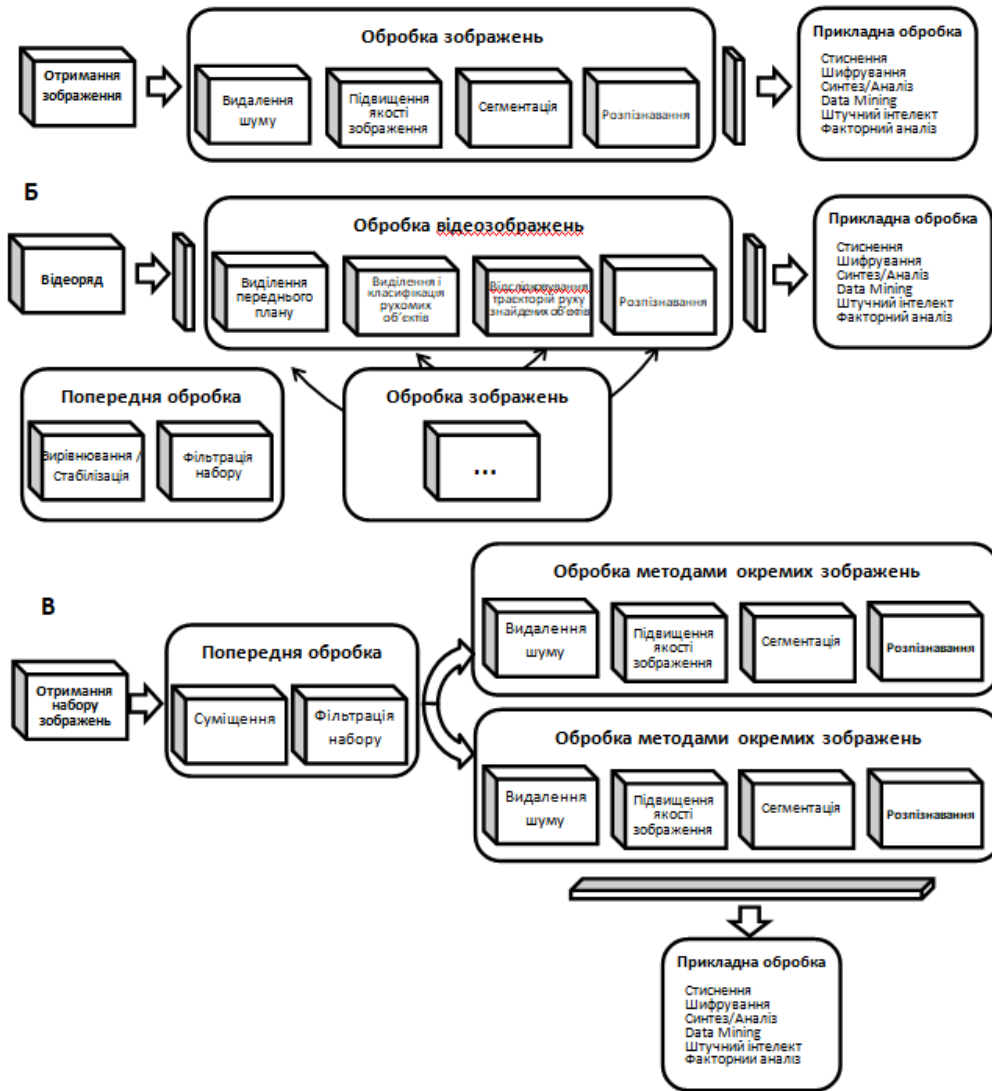 Обробка зображень
Отримання
зображення
Видалення
шуму
Підвищення
якості
зображення
Сегментація
Розпізнавання
Прикладна обробка
Стиснення
Шифрування
Синтез/Аналіз
Data Mining
Штучний інтелект
Факторний аналіз
Б
Обробка відеозображень
Відеоряд
Виділення
переднього
плану
Виділення і
класифікація
рухомих
об'єктів
Відслідковування
траєкторій руху
знайдених об'єктів
Розпізнавання
Прикладна обробка
Стиснення
Шифрування
Синтез/Аналіз
Data Mining
Штучний інтелект
Факторний аналіз
Попередня обробка
Вирівнювання /
Стабілізація
Фільтрація
набору
Обробка зображень
...
В
Отримання
набору
зображень
Попередня обробка
Суміщення
Фільтрація
набору
Обробка методами окремих зображень
Видалення
шуму
Підвищення
якості
зображення
Сегментація
Розпізнавання
Обробка методами окремих зображень
Видалення
шуму
Підвищення
якості
зображення
Сегментація
Розпізнавання
Прикладна обробка
Стиснення
Шифрування
Синтез/Аналіз
Data Mining
Штучний інтелект
Факторний аналіз